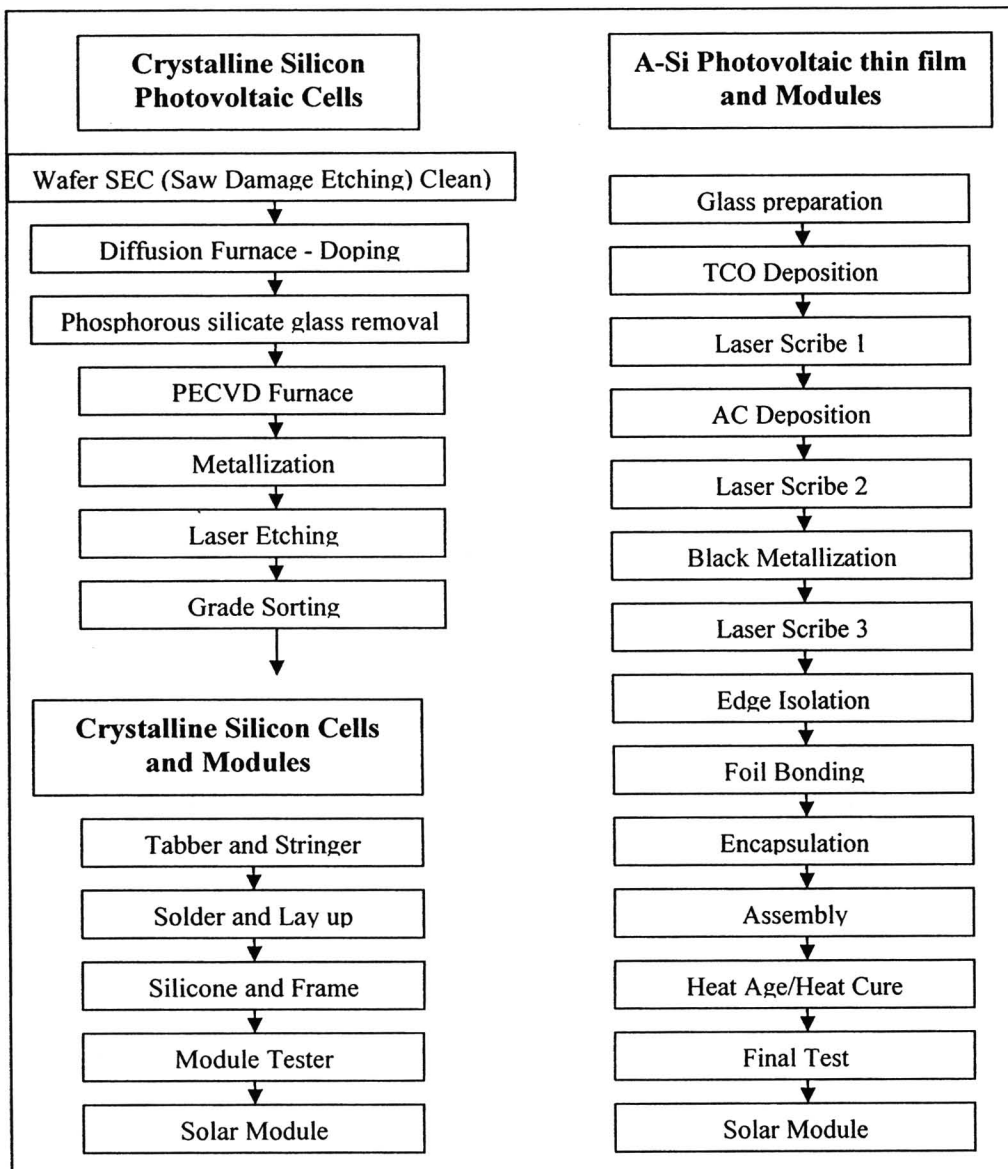 Crystalline Silicon
Photovoltaic Cells
Wafer SEC (Saw Damage Etching) Clean)
Diffusion Furnace - Doping
Phosphorous silicate glass removal
PECVD Furnace
Metallization
Laser Etching
Grade Sorting
Crystalline Silicon Cells
and Modules
Tabber and Stringer
Solder and Lay up
Silicone and Frame
Module Tester
Solar Module
A-Si Photovoltaic thin film
and Modules
Glass preparation
TCO Deposition
Laser Scribe 1
AC Deposition
Laser Scribe 2
Black Metallization
Laser Scribe 3
Edge Isolation
Foil Bonding
Encapsulation
Assembly
Heat Age/Heat Cure
Final Test
Solar Module